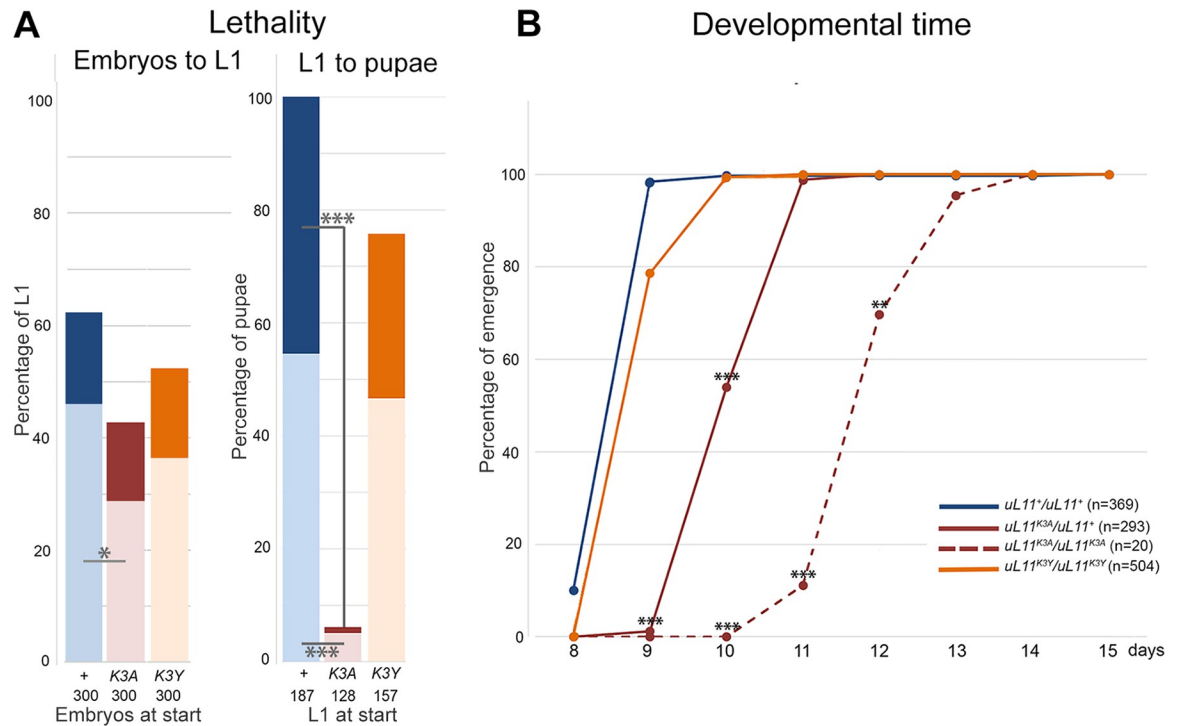 A
Lethality
Embryos to L1
L1 to pupae
Percentage of L1
100
80
60
40
20
0
*
+
K3A
K3Y
300
300
300
Embryos at start
Percentage of pupae
100
80
60
40
20
0
***
***
+
K3A
K3Y
187
128
157
L1 at start
B
Developmental time
Percentage of emergence
100
80
60
40
20
0
***
***
***
***
**
8 9 10 11 12 13 14 15 days
uL11⁺/uL11⁺ (n=369)
uL11ᴷ³ᴬ/uL11⁺ (n=293)
uL11ᴷ³ᴬ/uL11ᴷ³ᴬ (n=20)
uL11ᴷ³ʸ/uL11ᴷ³ʸ (n=504)